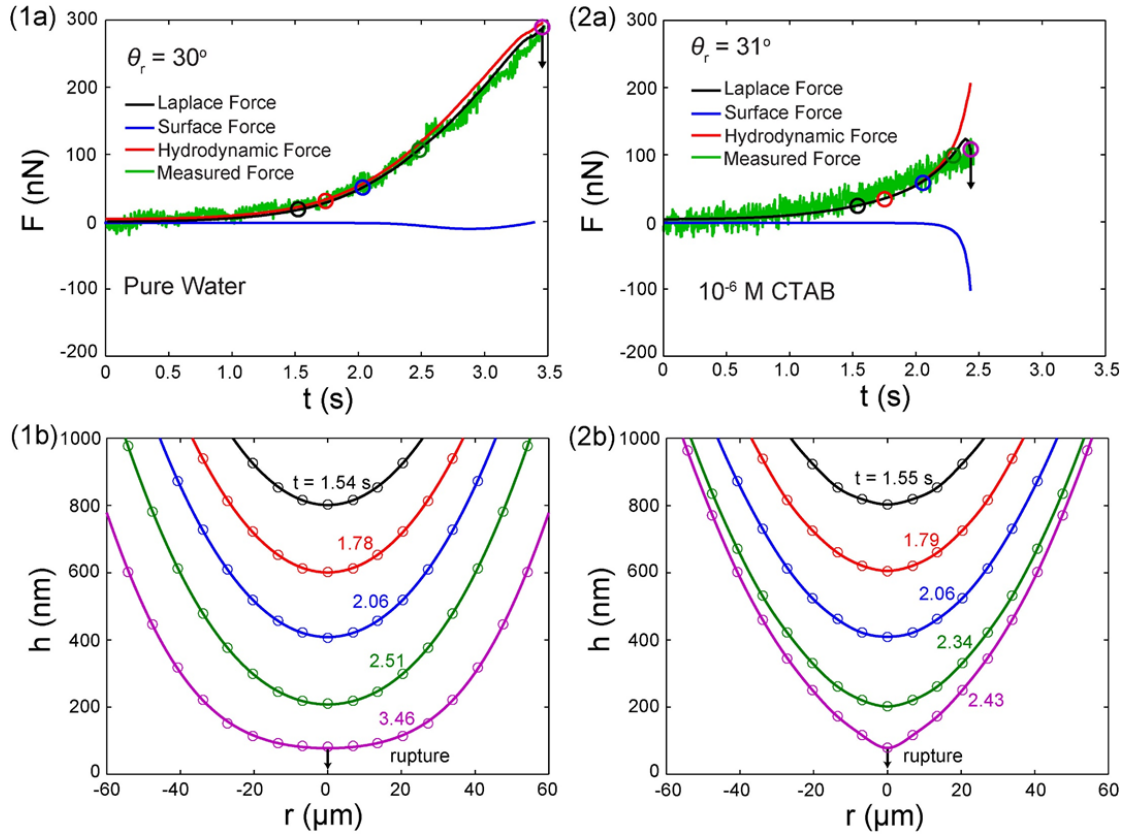 (1a)
300
200
100
0
-100
-200
F (nN)
θr = 30°
Laplace Force
Surface Force
Hydrodynamic Force
Measured Force
Pure Water
0 0.5 1.0 1.5 2.0 2.5 3.0 3.5
t (s)
(2a)
300
200
100
0
-100
-200
F (nN)
θr = 31°
Laplace Force
Surface Force
Hydrodynamic Force
Measured Force
10⁻⁶ M CTAB
0 0.5 1.0 1.5 2.0 2.5 3.0 3.5
t (s)
(1b)
1000
800
600
400
200
0
h (nm)
t = 1.54 s
1.78
2.06
2.51
3.46
rupture
-60 -40 -20 0 20 40 60
r (µm)
(2b)
1000
800
600
400
200
0
h (nm)
t = 1.55 s
1.79
2.06
2.34
2.43
rupture
-60 -40 -20 0 20 40 60
r (µm)